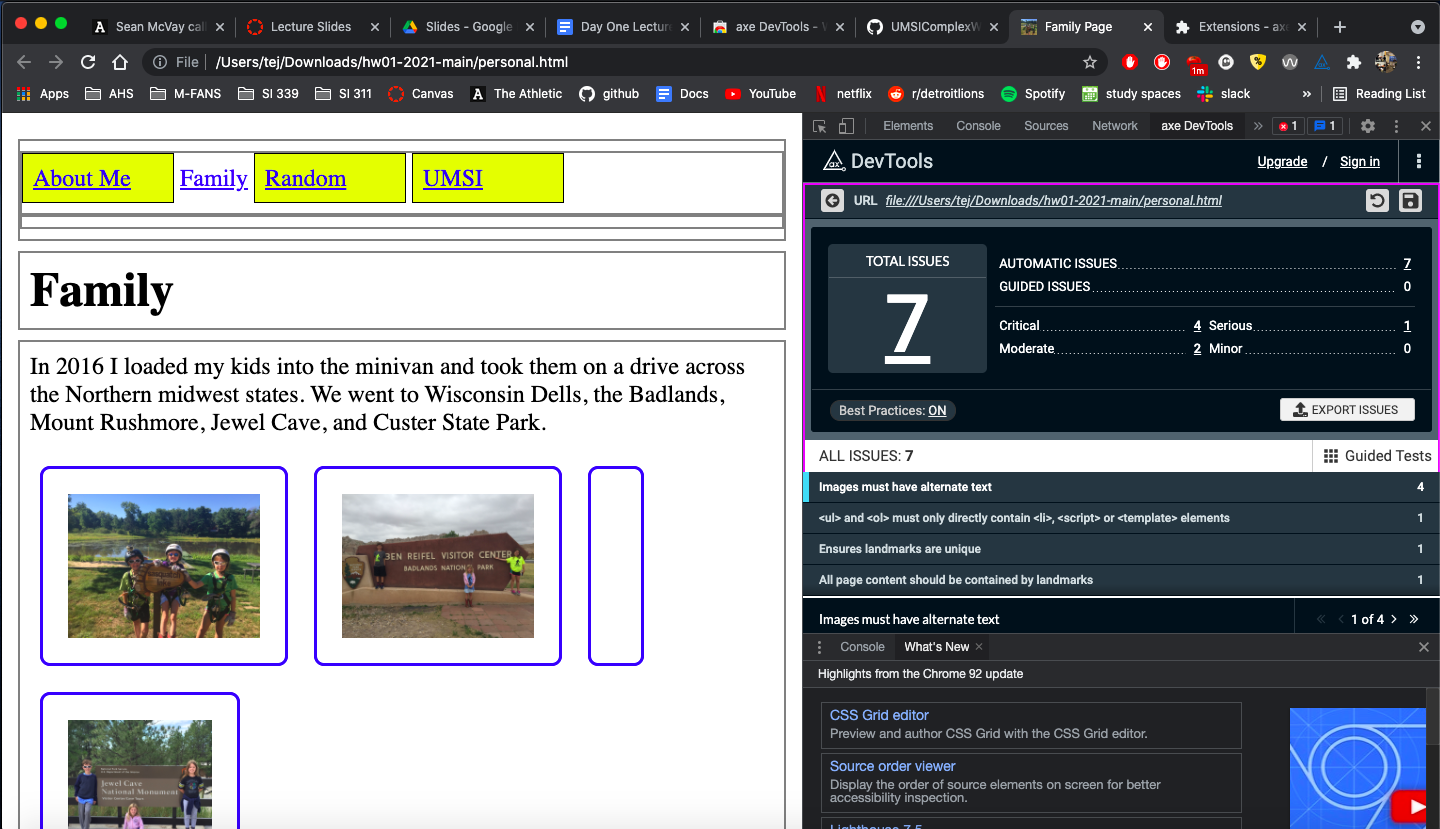 Sean McVay cal
Lecture Slides
Slides - Google
Day One Lectur
axe DevTools -
UMSIComplexW
Family Page
Extensions - axe
File
/Users/tej/Downloads/hw01-2021-main/personal.html
1m
Apps
AHS
M-FANS
SI 339
SI 311
Canvas
The Athletic
github
Docs
YouTube
netflix
r/detroitlions
Spotify
study spaces
slack
»
Reading List
About Me
Family
Random
UMSI
Family
In 2016 I loaded my kids into the minivan and took them on a drive across
the Northern midwest states. We went to Wisconsin Dells, the Badlands,
Mount Rushmore, Jewel Cave, and Custer State Park.
BEN REIFEL VISITOR CENTER
BADLANDS NATIONAL PARK
Jewel Cave
National Monument
Elements
Console
Sources
Network
axe DevTools
»
1
1
DevTools
Upgrade / Sign in
URL file:///Users/tej/Downloads/hw01-2021-main/personal.html
TOTAL ISSUES
7
AUTOMATIC ISSUES 7
GUIDED ISSUES 0
Critical 4 Serious 1
Moderate 2 Minor 0
Best Practices: ON
EXPORT ISSUES
ALL ISSUES: 7
Guided Tests
Images must have alternate text 4
<ul> and <ol> must only directly contain <li>, <script> or <template> elements 1
Ensures landmarks are unique 1
All page content should be contained by landmarks 1
Images must have alternate text
« < 1 of 4 > »
Console
What's New
Highlights from the Chrome 92 update
CSS Grid editor
Preview and author CSS Grid with the CSS Grid editor.
Source order viewer
Display the order of source elements on screen for better
accessibility inspection.
Lighthouse 7.5